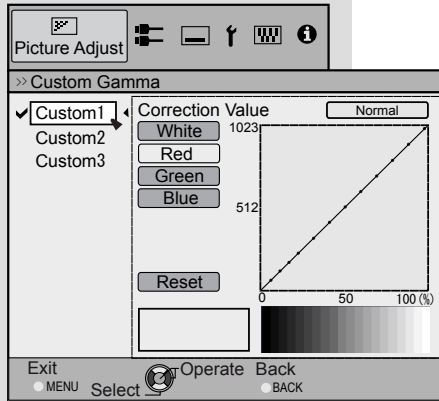 Picture Adjust
>> Custom Gamma
Custom1
Custom2
Custom3
Correction Value
Normal
White
Red
Green
Blue
Reset
1023
512
0 50 100 (%)
Exit
MENU
Select
Operate
Back
BACK